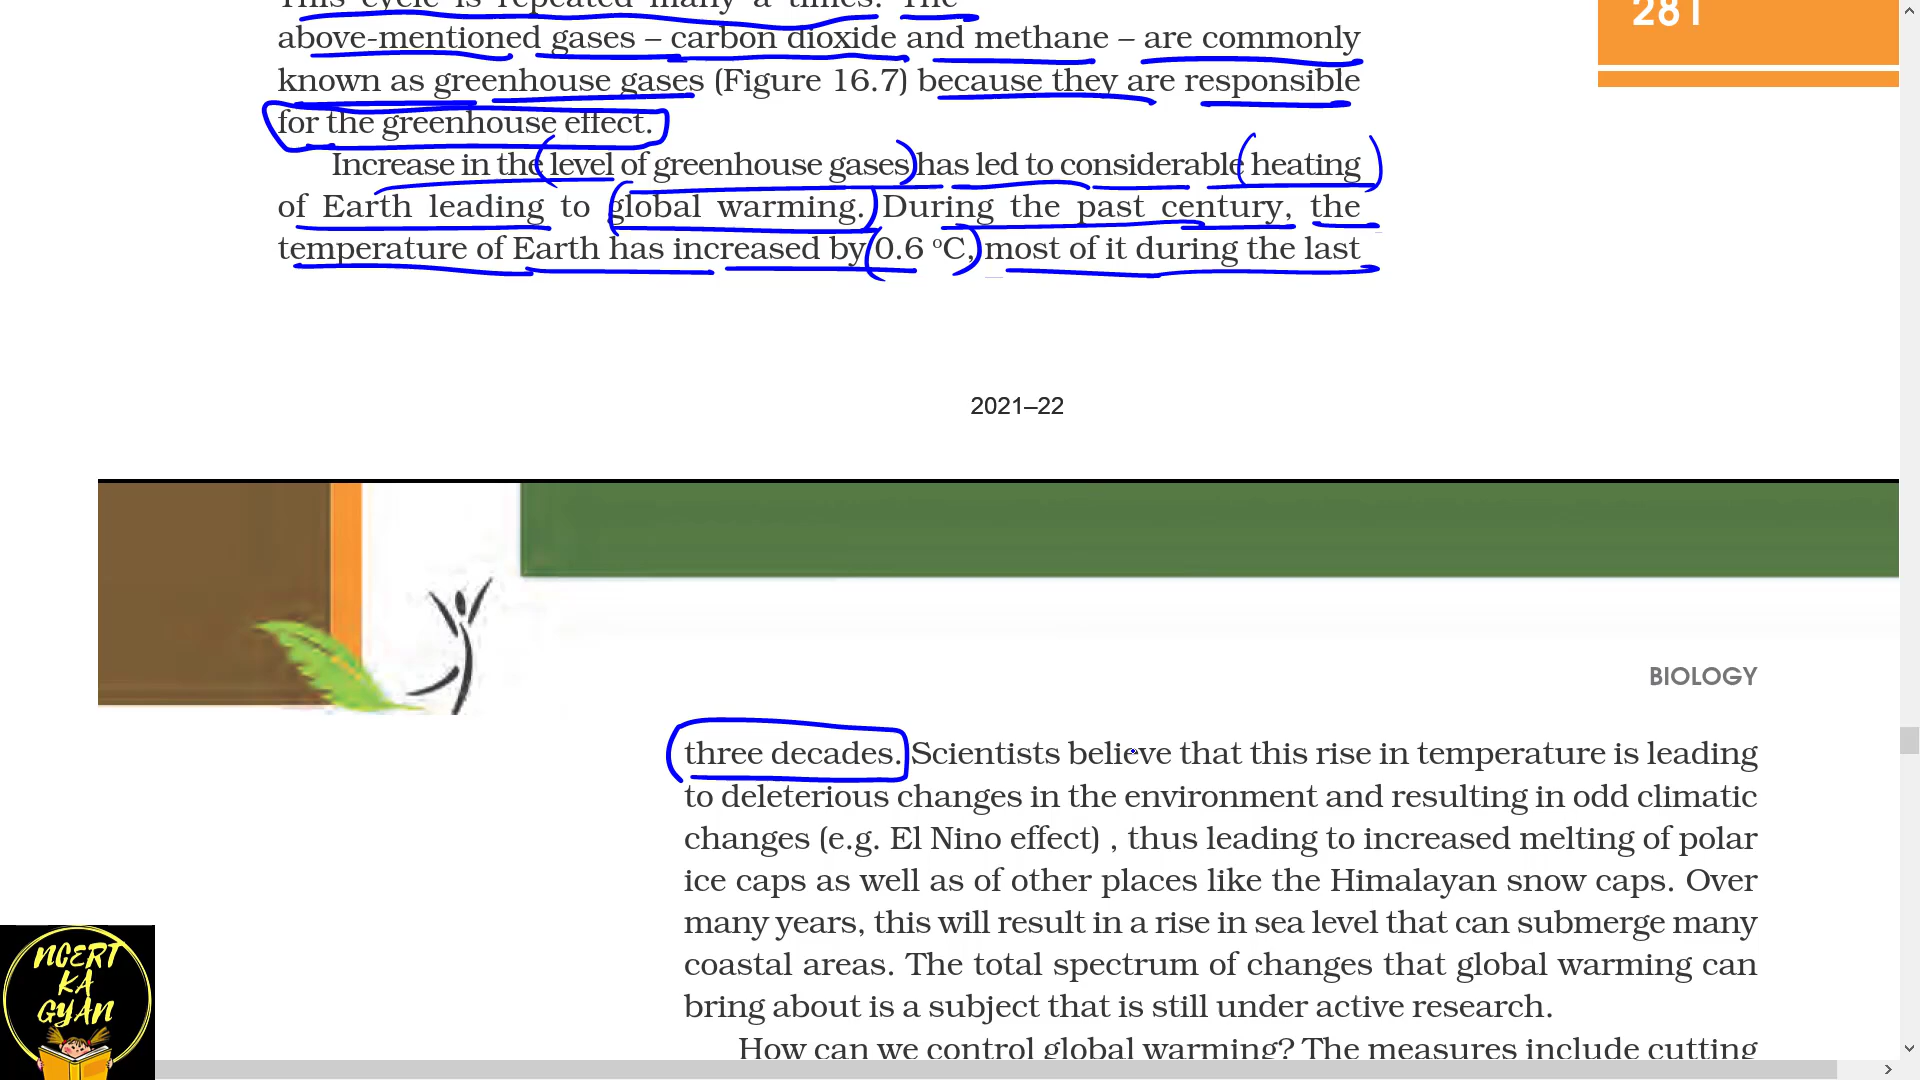 This cycle is repeated many a times. The
281
above-mentioned gases – carbon dioxide and methane – are commonly
known as greenhouse gases (Figure 16.7) because they are responsible
for the greenhouse effect.
Increase in the level of greenhouse gases has led to considerable heating
of Earth leading to global warming. During the past century, the
temperature of Earth has increased by 0.6 °C, most of it during the last
2021–22
BIOLOGY
three decades. Scientists believe that this rise in temperature is leading
to deleterious changes in the environment and resulting in odd climatic
changes (e.g. El Nino effect) , thus leading to increased melting of polar
ice caps as well as of other places like the Himalayan snow caps. Over
many years, this will result in a rise in sea level that can submerge many
coastal areas. The total spectrum of changes that global warming can
bring about is a subject that is still under active research.
How can we control global warming? The measures include cutting
NCERT
KA
GYAN